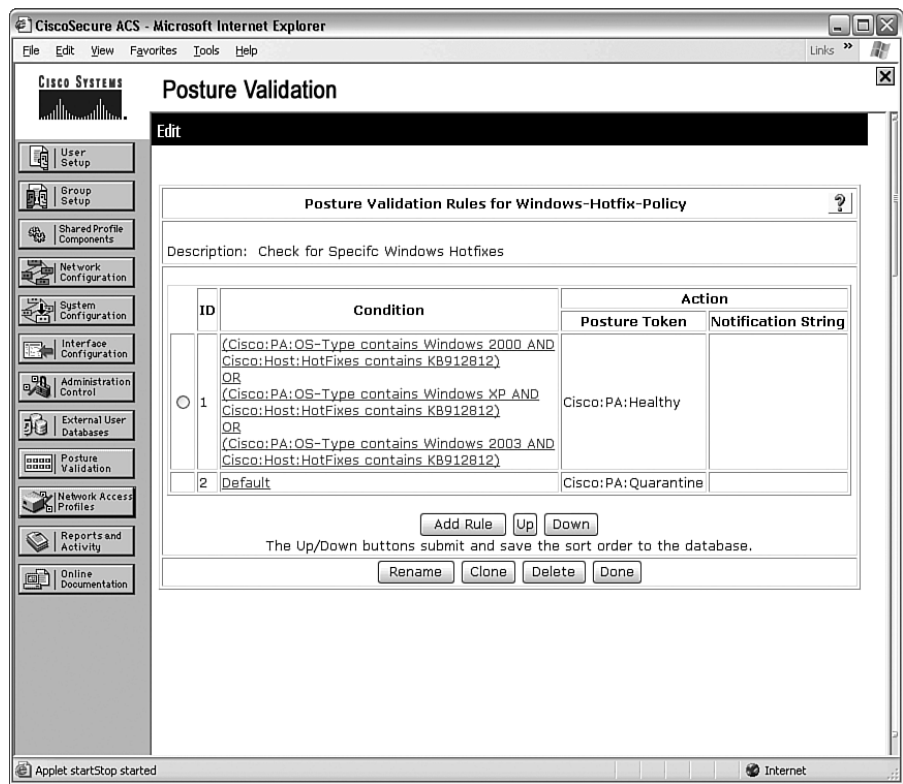 CiscoSecure ACS - Microsoft Internet Explorer
File Edit View Favorites Tools Help Links »
CISCO SYSTEMS
Posture Validation
Edit
User
Setup
Group
Setup
Shared Profile
Components
Network
Configuration
System
Configuration
Interface
Configuration
Administration
Control
External User
Databases
Posture
Validation
Network Access
Profiles
Reports and
Activity
Online
Documentation
Posture Validation Rules for Windows-Hotfix-Policy
?
Description: Check for Specifc Windows Hotfixes
ID Condition Action
Posture Token Notification String
1
(Cisco:PA:OS-Type contains Windows 2000 AND
Cisco:Host:HotFixes contains KB912812)
OR
(Cisco:PA:OS-Type contains Windows XP AND
Cisco:Host:HotFixes contains KB912812)
OR
(Cisco:PA:OS-Type contains Windows 2003 AND
Cisco:Host:HotFixes contains KB912812)
Cisco:PA:Healthy
2 Default Cisco:PA:Quarantine
Add Rule Up Down
The Up/Down buttons submit and save the sort order to the database.
Rename Clone Delete Done
Applet startStop started Internet